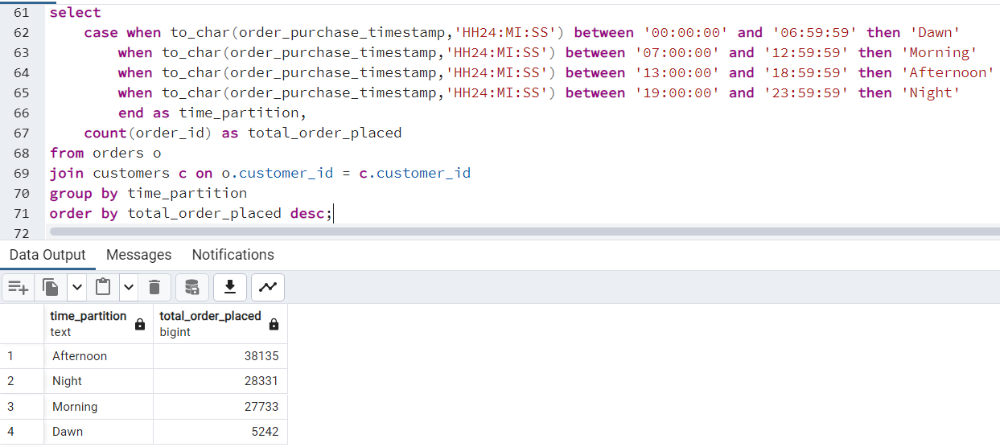 61 select
62 case when to_char(order_purchase_timestamp,'HH24:MI:SS') between '00:00:00' and '06:59:59' then 'Dawn'
63 when to_char(order_purchase_timestamp,'HH24:MI:SS') between '07:00:00' and '12:59:59' then 'Morning'
64 when to_char(order_purchase_timestamp,'HH24:MI:SS') between '13:00:00' and '18:59:59' then 'Afternoon'
65 when to_char(order_purchase_timestamp,'HH24:MI:SS') between '19:00:00' and '23:59:59' then 'Night'
66 end as time_partition,
67 count(order_id) as total_order_placed
68 from orders o
69 join customers c on o.customer_id = c.customer_id
70 group by time_partition
71 order by total_order_placed desc;
72
Data Output Messages Notifications
time_partition total_order_placed
text bigint
1 Afternoon 38135
2 Night 28331
3 Morning 27733
4 Dawn 5242